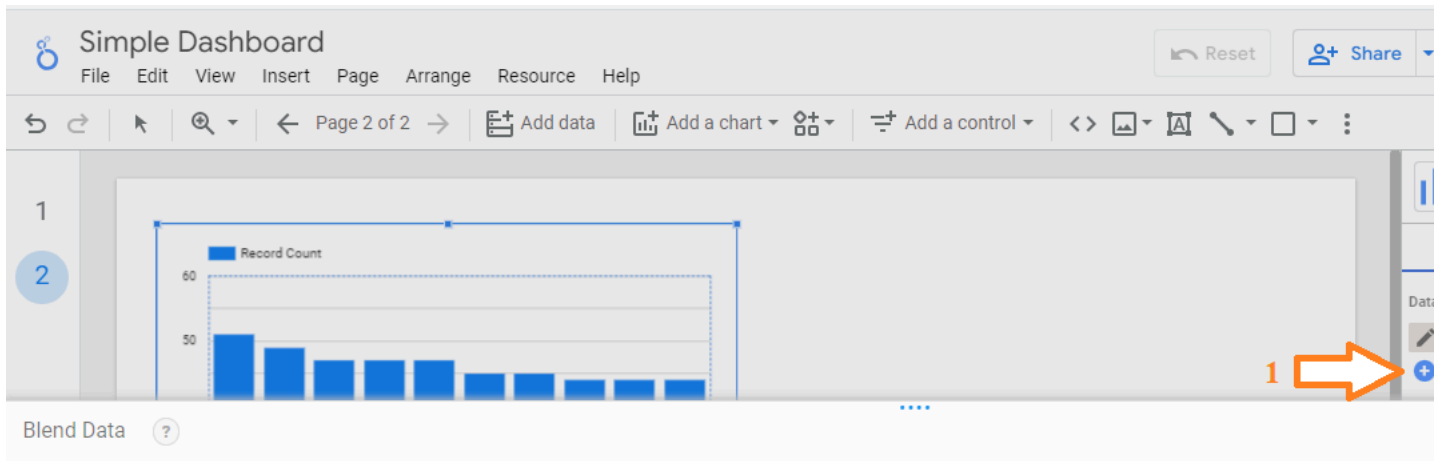 Simple Dashboard
Reset
Share
File Edit View Insert Page Arrange Resource Help
Page 2 of 2 Add data Add a chart Add a control A
1
2
Record Count
60
50
Data
1
Blend Data ?